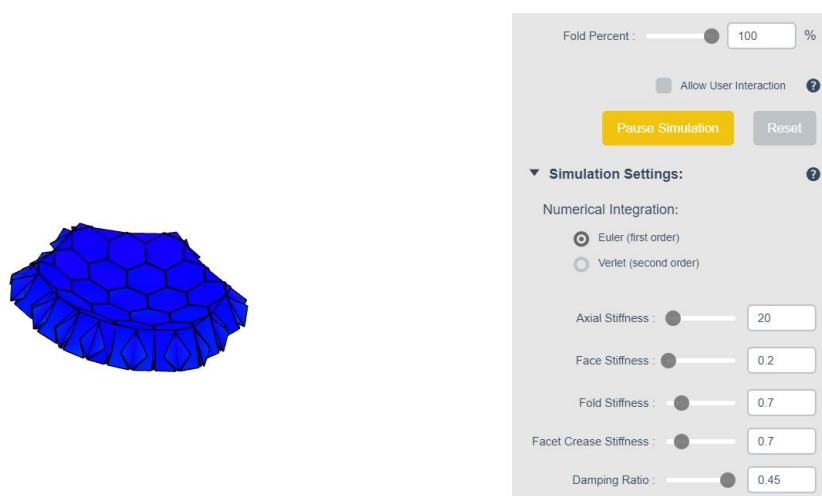 Fold Percent : 100 %
Allow User Interaction ?
Pause Simulation Reset
Simulation Settings: ?
Numerical Integration:
Euler (first order)
Verlet (second order)
Axial Stiffness : 20
Face Stiffness : 0.2
Fold Stiffness : 0.7
Facet Crease Stiffness : 0.7
Damping Ratio : 0.45